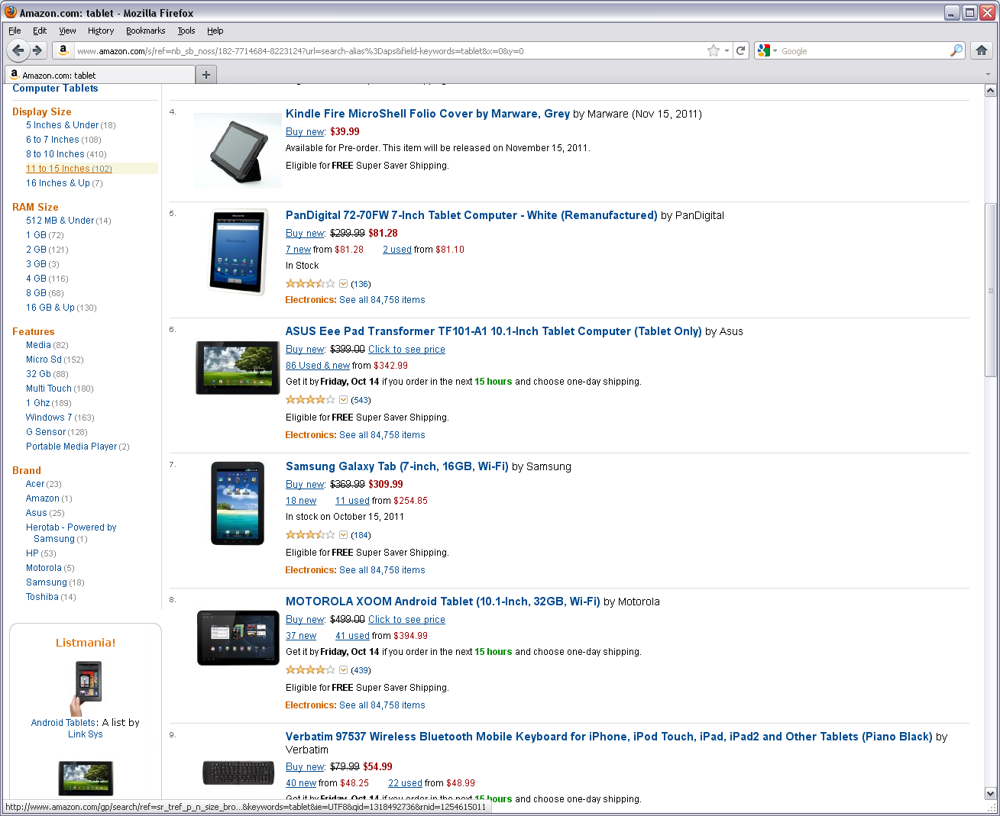 Amazon.com: tablet - Mozilla Firefox
File Edit View History Bookmarks Tools Help
www.amazon.com/s/ref=nb_sb_noss/182-7714684-8223124?url=search-alias%3Daps&field-keywords=tablet&x=0&y=0
Google
Amazon.com: tablet
Computer Tablets
Display Size
5 Inches & Under (18)
6 to 7 Inches (108)
8 to 10 Inches (410)
11 to 15 Inches (102)
16 Inches & Up (7)
RAM Size
512 MB & Under (14)
1 GB (72)
2 GB (121)
3 GB (3)
4 GB (116)
8 GB (68)
16 GB & Up (130)
Features
Media (82)
Micro Sd (152)
32 Gb (88)
Multi Touch (180)
1 Ghz (189)
Windows 7 (163)
G Sensor (128)
Portable Media Player (2)
Brand
Acer (23)
Amazon (1)
Asus (25)
Herotab - Powered by
Samsung (1)
HP (53)
Motorola (5)
Samsung (18)
Toshiba (14)
Listmania!
Android Tablets: A list by
Link Sys
4.
Kindle Fire MicroShell Folio Cover by Marware, Grey by Marware (Nov 15, 2011)
Buy new: $39.99
Available for Pre-order. This item will be released on November 15, 2011.
Eligible for FREE Super Saver Shipping.
5.
PanDigital 72-70FW 7-Inch Tablet Computer - White (Remanufactured) by PanDigital
Buy new: $299.99 $81.28
7 new from $81.28 2 used from $81.10
In Stock
(136)
Electronics: See all 84,758 items
6.
ASUS Eee Pad Transformer TF101-A1 10.1-Inch Tablet Computer (Tablet Only) by Asus
Buy new: $399.00 Click to see price
86 Used & new from $342.99
Get it by Friday, Oct 14 if you order in the next 15 hours and choose one-day shipping.
(543)
Eligible for FREE Super Saver Shipping.
Electronics: See all 84,758 items
7.
Samsung Galaxy Tab (7-inch, 16GB, Wi-Fi) by Samsung
Buy new: $369.99 $309.99
18 new 11 used from $254.85
In stock on October 15, 2011
(184)
Eligible for FREE Super Saver Shipping.
Electronics: See all 84,758 items
8.
MOTOROLA XOOM Android Tablet (10.1-Inch, 32GB, Wi-Fi) by Motorola
Buy new: $499.00 Click to see price
37 new 41 used from $394.99
Get it by Friday, Oct 14 if you order in the next 15 hours and choose one-day shipping.
(439)
Eligible for FREE Super Saver Shipping.
Electronics: See all 84,758 items
9.
Verbatim 97537 Wireless Bluetooth Mobile Keyboard for iPhone, iPod Touch, iPad, iPad2 and Other Tablets (Piano Black) by
Verbatim
Buy new: $79.99 $54.99
40 new from $48.25 22 used from $48.99
Get it by Friday, Oct 14 if you order in the next 15 hours and choose one-day shipping.
http://www.amazon.com/gp/search/ref=sr_tref_p_n_size_bro...&keywords=tablet&ie=UTF8&qid=1318492736&rnid=1254615011